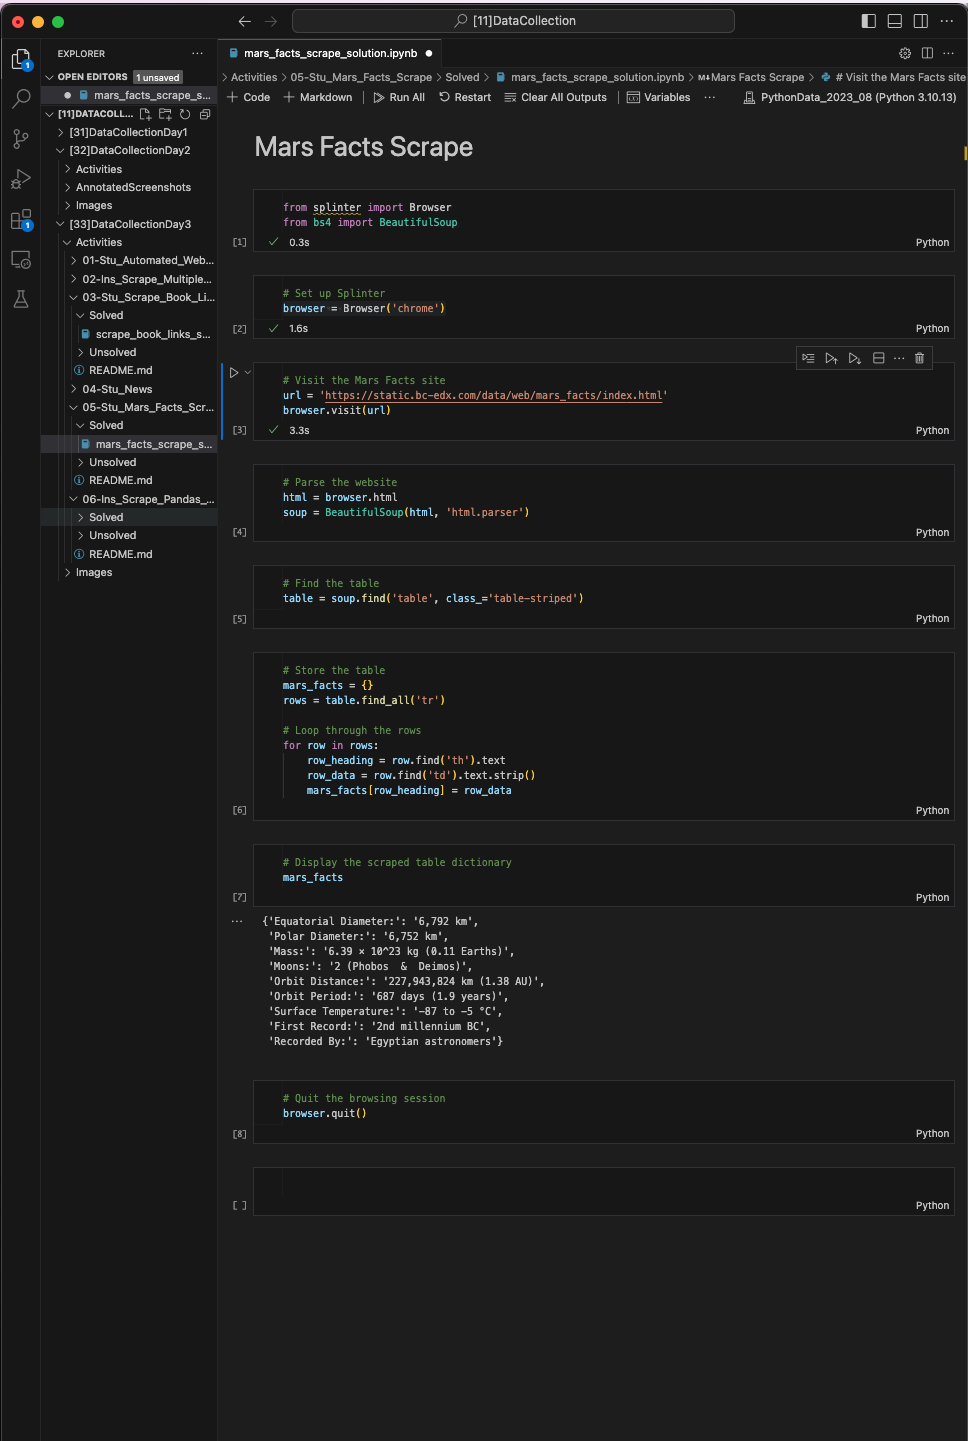 [11]DataCollection
EXPLORER
OPEN EDITORS 1 unsaved
mars_facts_scrape_s...
[11]DATACOLL...
[31]DataCollectionDay1
[32]DataCollectionDay2
Activities
AnnotatedScreenshots
Images
[33]DataCollectionDay3
Activities
01-Stu_Automated_Web...
02-Ins_Scrape_Multiple...
03-Stu_Scrape_Book_Li...
Solved
scrape_book_links_s...
Unsolved
README.md
04-Stu_News
05-Stu_Mars_Facts_Scr...
Solved
mars_facts_scrape_s...
Unsolved
README.md
06-Ins_Scrape_Pandas_...
Solved
Unsolved
README.md
Images
1
1
mars_facts_scrape_solution.ipynb
Activities > 05-Stu_Mars_Facts_Scrape > Solved > mars_facts_scrape_solution.ipynb > M↓Mars Facts Scrape > # Visit the Mars Facts site
+ Code + Markdown Run All Restart Clear All Outputs Variables ... PythonData_2023_08 (Python 3.10.13)
Mars Facts Scrape
from splinter import Browser
from bs4 import BeautifulSoup
[1] ✓ 0.3s Python
# Set up Splinter
browser = Browser('chrome')
[2] ✓ 1.6s Python
# Visit the Mars Facts site
url = 'https://static.bc-edx.com/data/web/mars_facts/index.html'
browser.visit(url)
[3] ✓ 3.3s Python
# Parse the website
html = browser.html
soup = BeautifulSoup(html, 'html.parser')
[4] Python
# Find the table
table = soup.find('table', class_='table-striped')
[5] Python
# Store the table
mars_facts = {}
rows = table.find_all('tr')
# Loop through the rows
for row in rows:
row_heading = row.find('th').text
row_data = row.find('td').text.strip()
mars_facts[row_heading] = row_data
[6] Python
# Display the scraped table dictionary
mars_facts
[7] Python
... {'Equatorial Diameter:': '6,792 km',
'Polar Diameter:': '6,752 km',
'Mass:': '6.39 × 10^23 kg (0.11 Earths)',
'Moons:': '2 (Phobos  &  Deimos)',
'Orbit Distance:': '227,943,824 km (1.38 AU)',
'Orbit Period:': '687 days (1.9 years)',
'Surface Temperature:': '−87 to −5 °C',
'First Record:': '2nd millennium BC',
'Recorded By:': 'Egyptian astronomers'}
# Quit the browsing session
browser.quit()
[8] Python
[ ] Python